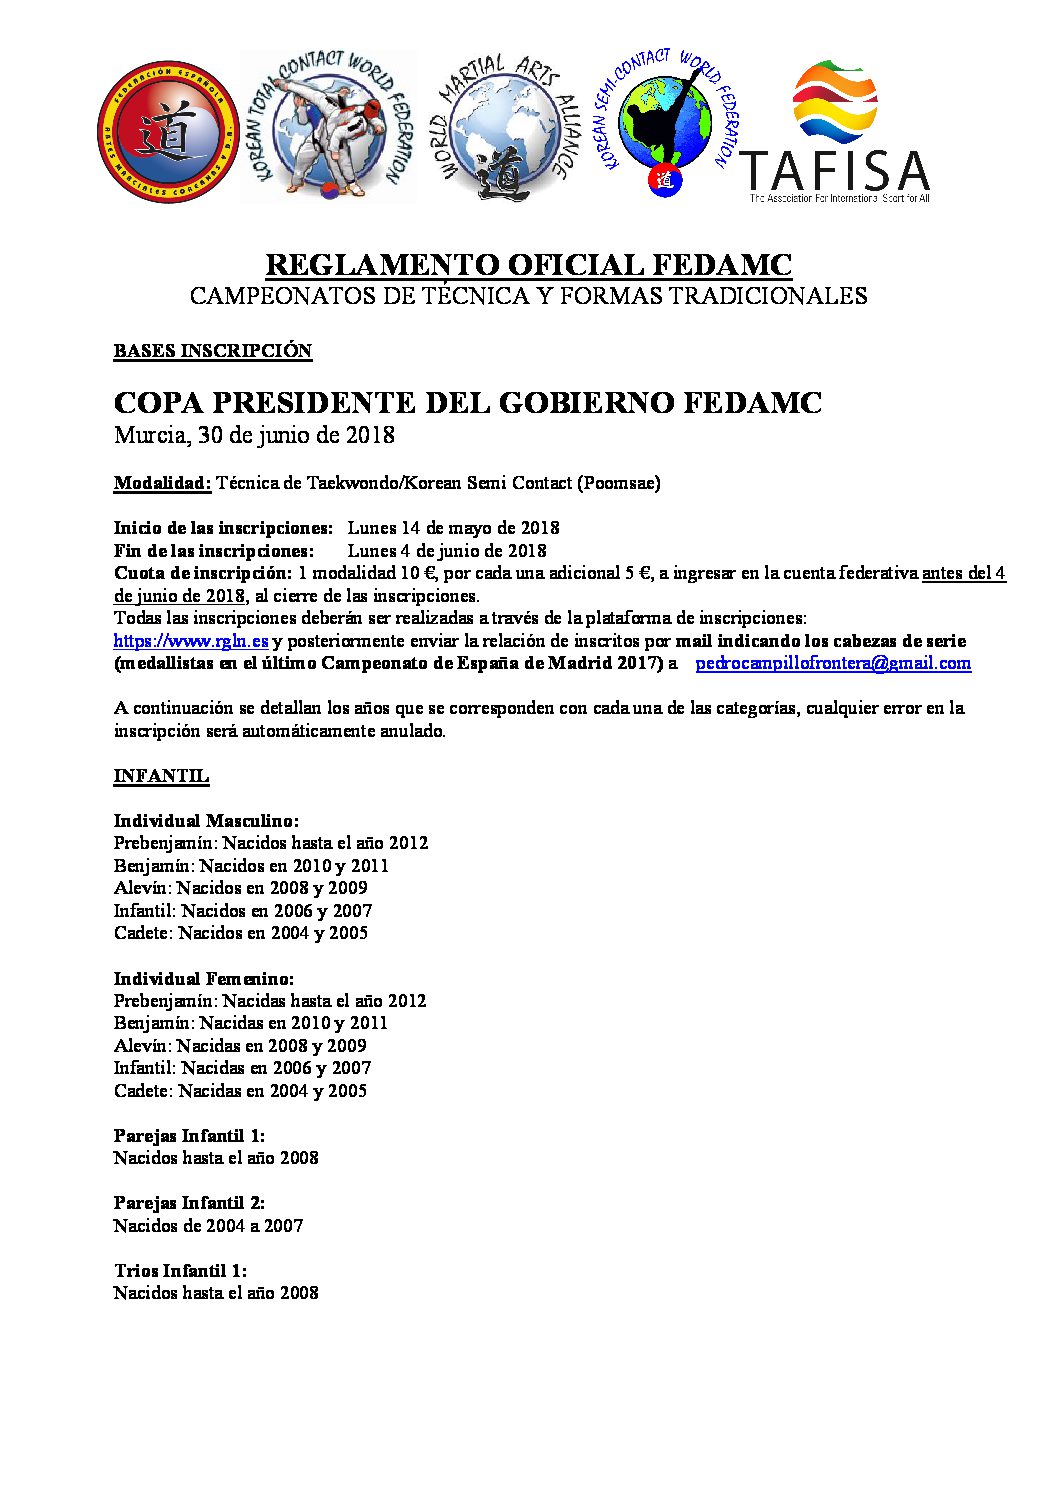 FEDERACIÓN ESPAÑOLA
ARTES MARCIALES COREANAS Y D.A.
道
KOREAN TOTAL CONTACT WORLD FEDERATION
WORLD MARTIAL ARTS ALLIANCE
道
KOREAN SEMI-CONTACT WORLD FEDERATION
道
TAFISA
The Association For International Sport for All
REGLAMENTO OFICIAL FEDAMC
CAMPEONATOS DE TÉCNICA Y FORMAS TRADICIONALES
BASES INSCRIPCIÓN
COPA PRESIDENTE DEL GOBIERNO FEDAMC
Murcia, 30 de junio de 2018
Modalidad: Técnica de Taekwondo/Korean Semi Contact (Poomsae)
Inicio de las inscripciones: Lunes 14 de mayo de 2018
Fin de las inscripciones: Lunes 4 de junio de 2018
Cuota de inscripción: 1 modalidad 10 €, por cada una adicional 5 €, a ingresar en la cuenta federativa antes del 4
de junio de 2018, al cierre de las inscripciones.
Todas las inscripciones deberán ser realizadas a través de la plataforma de inscripciones:
https://www.rgln.es y posteriormente enviar la relación de inscritos por mail indicando los cabezas de serie
(medallistas en el último Campeonato de España de Madrid 2017) a pedrocampillofrontera@gmail.com
A continuación se detallan los años que se corresponden con cada una de las categorías, cualquier error en la
inscripción será automáticamente anulado.
INFANTIL
Individual Masculino:
Prebenjamín: Nacidos hasta el año 2012
Benjamín: Nacidos en 2010 y 2011
Alevín: Nacidos en 2008 y 2009
Infantil: Nacidos en 2006 y 2007
Cadete: Nacidos en 2004 y 2005
Individual Femenino:
Prebenjamín: Nacidas hasta el año 2012
Benjamín: Nacidas en 2010 y 2011
Alevín: Nacidas en 2008 y 2009
Infantil: Nacidas en 2006 y 2007
Cadete: Nacidas en 2004 y 2005
Parejas Infantil 1:
Nacidos hasta el año 2008
Parejas Infantil 2:
Nacidos de 2004 a 2007
Trios Infantil 1:
Nacidos hasta el año 2008